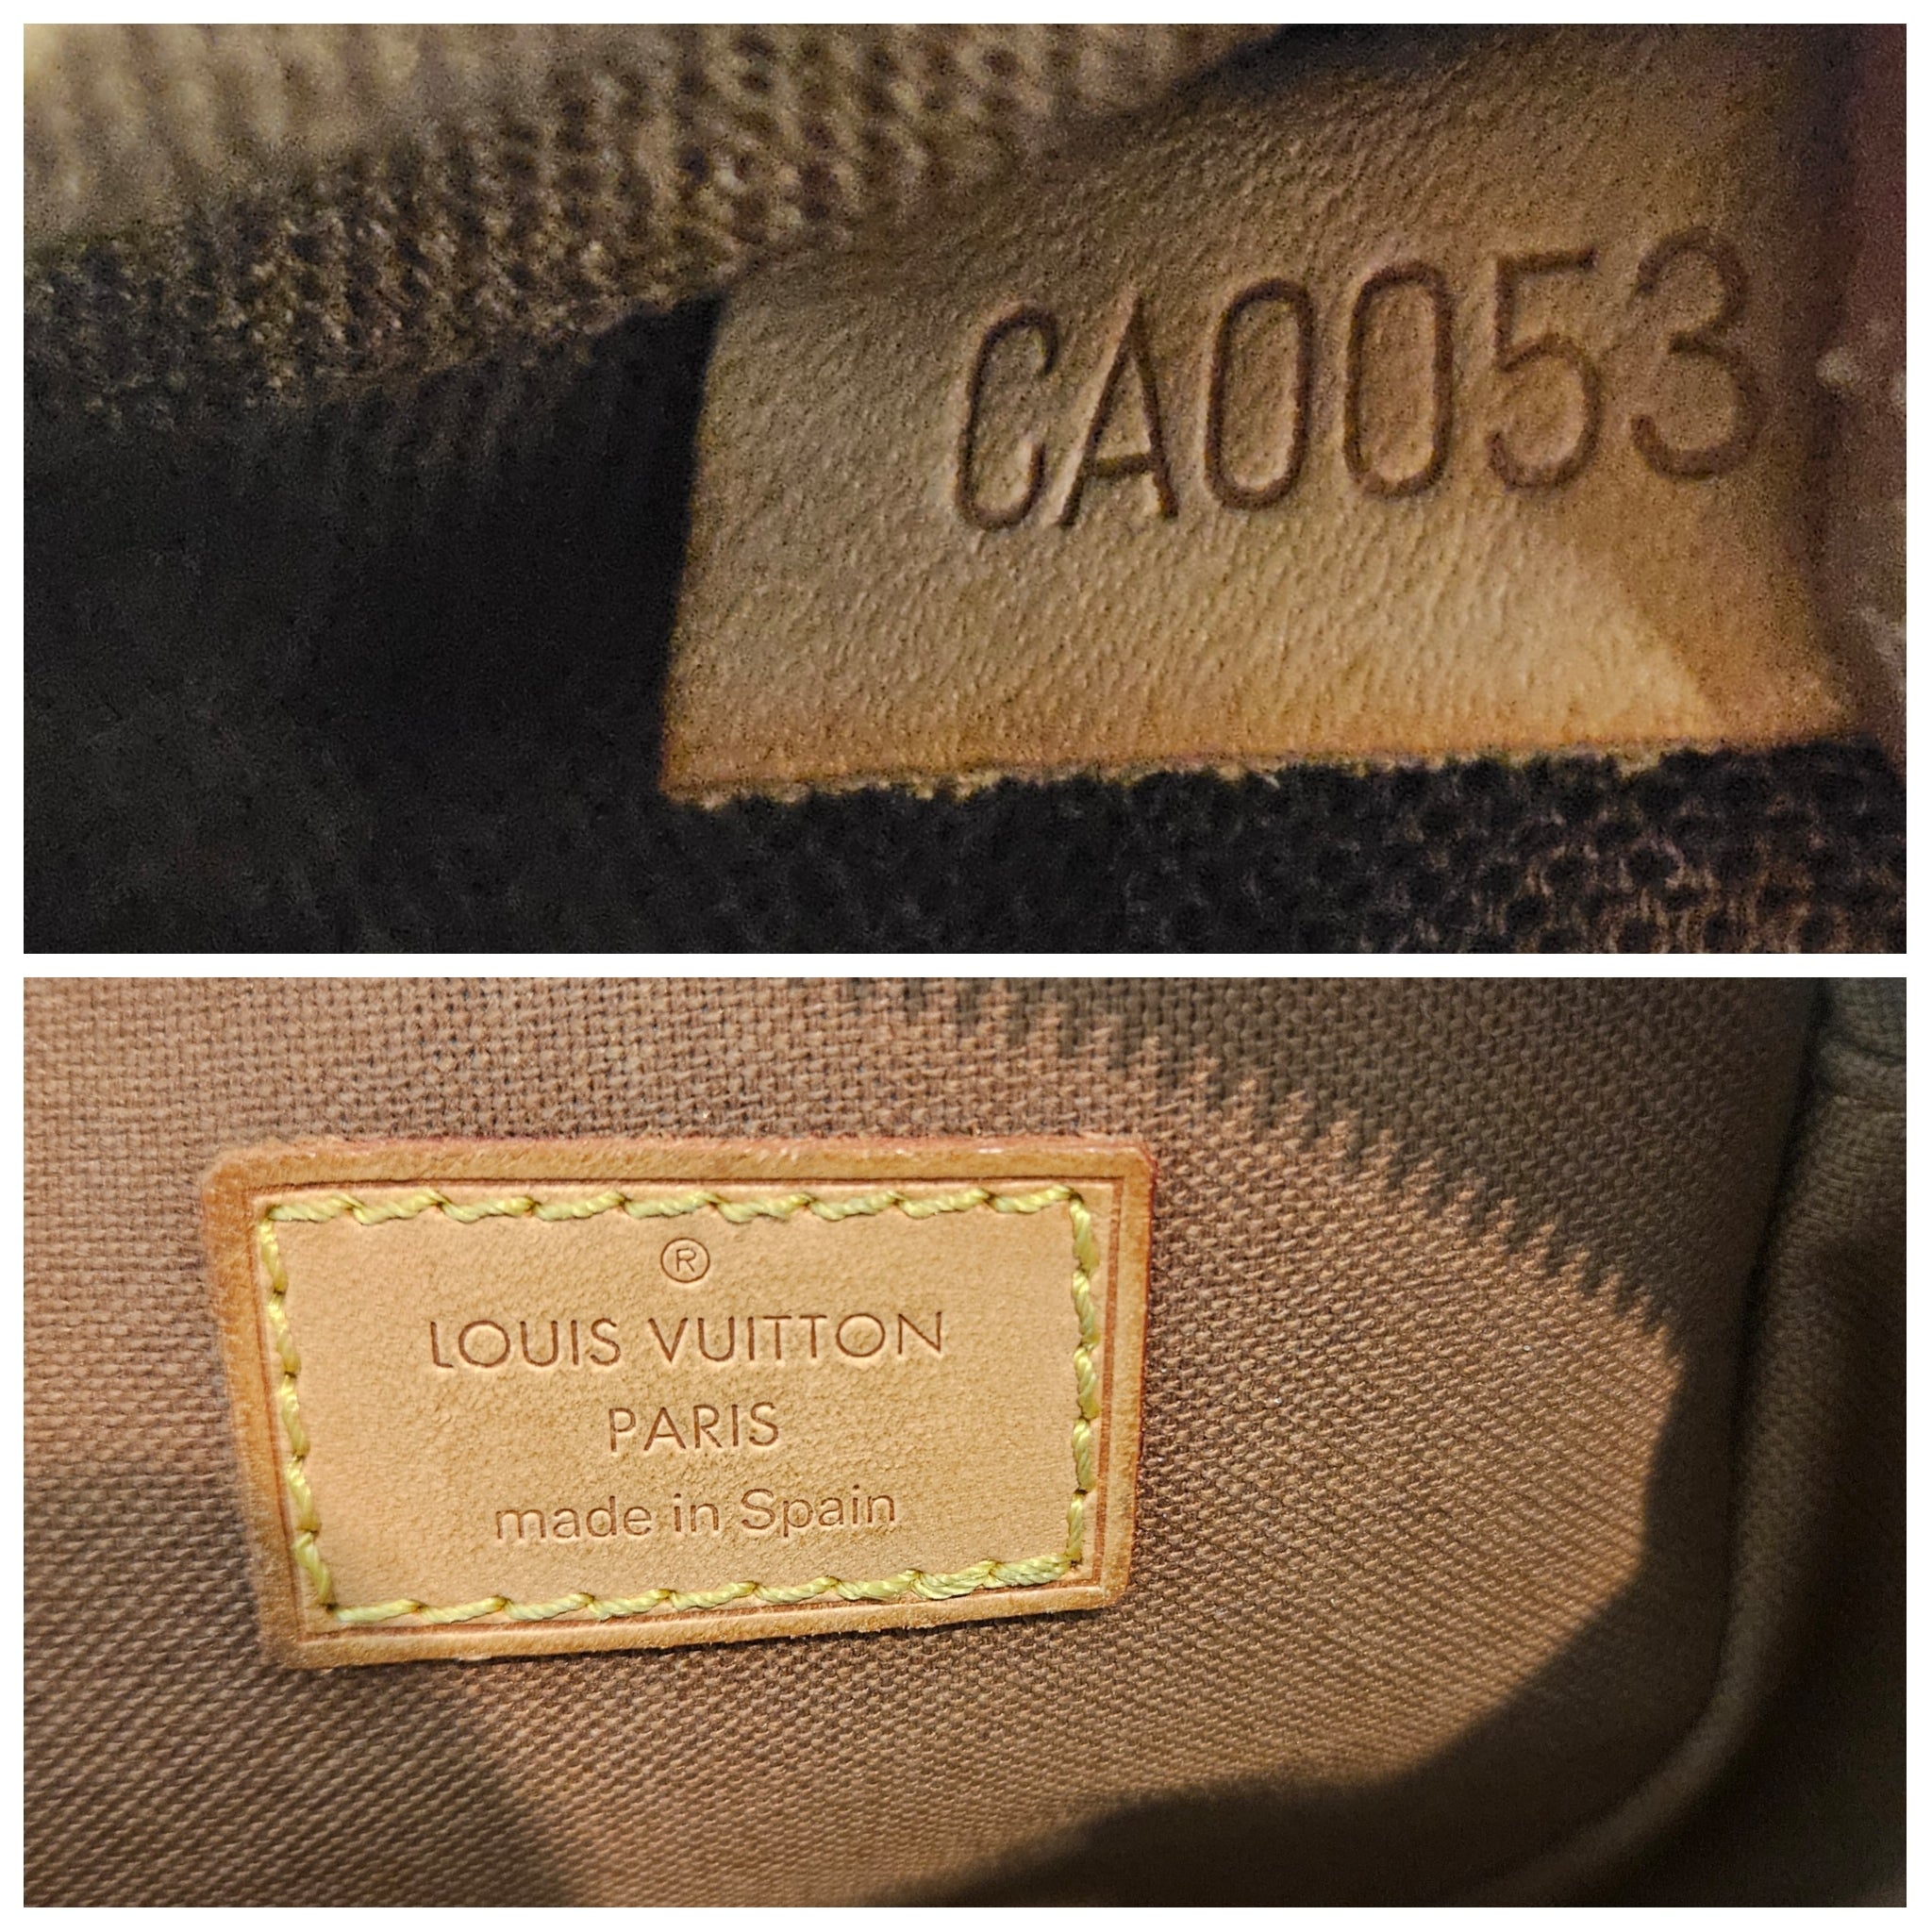 CA0053
®
LOUIS VUITTON
PARIS
made in Spain